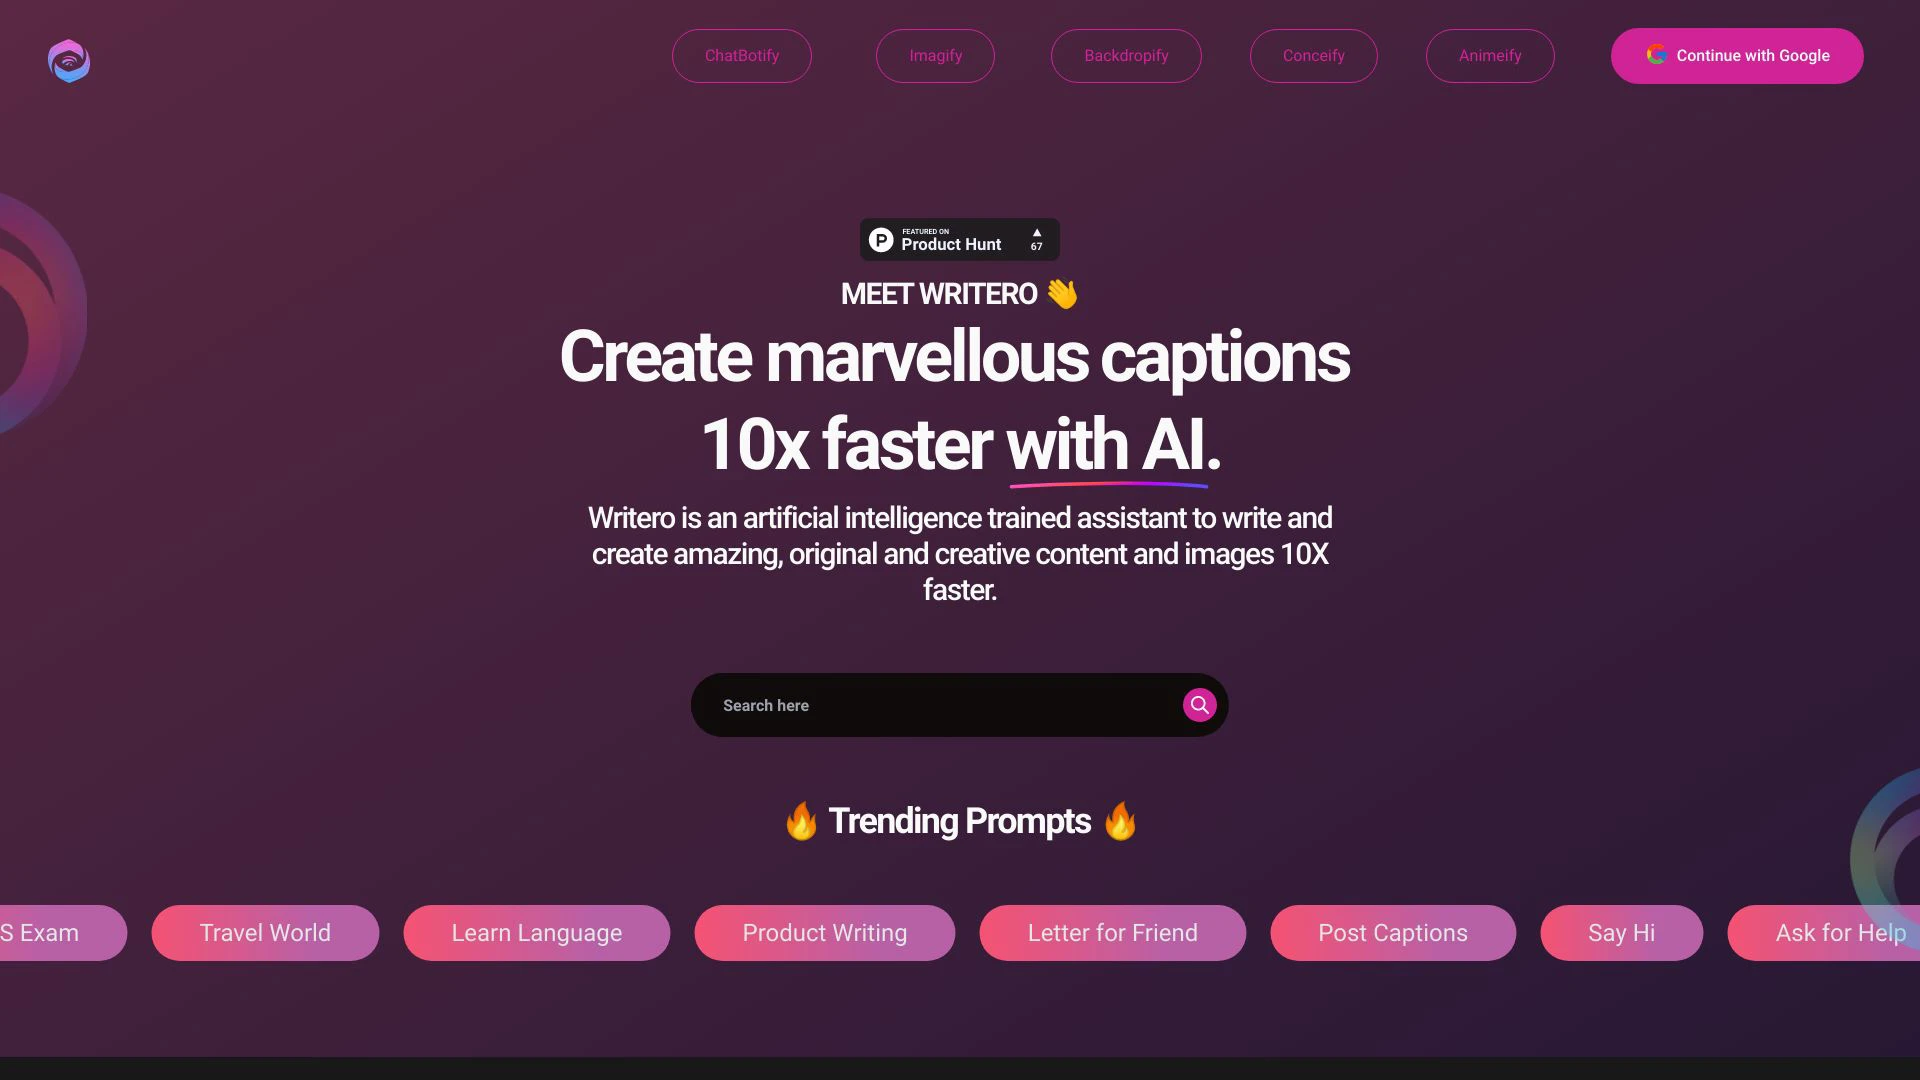 ChatBotify
Imagify
Backdropify
Conceify
Animeify
Continue with Google
FEATURED ON
Product Hunt
67
MEET WRITERO 👋
Create marvellous captions
10x faster with AI.
Writero is an artificial intelligence trained assistant to write and
create amazing, original and creative content and images 10X
faster.
Search here
🔥 Trending Prompts 🔥
S Exam
Travel World
Learn Language
Product Writing
Letter for Friend
Post Captions
Say Hi
Ask for Help